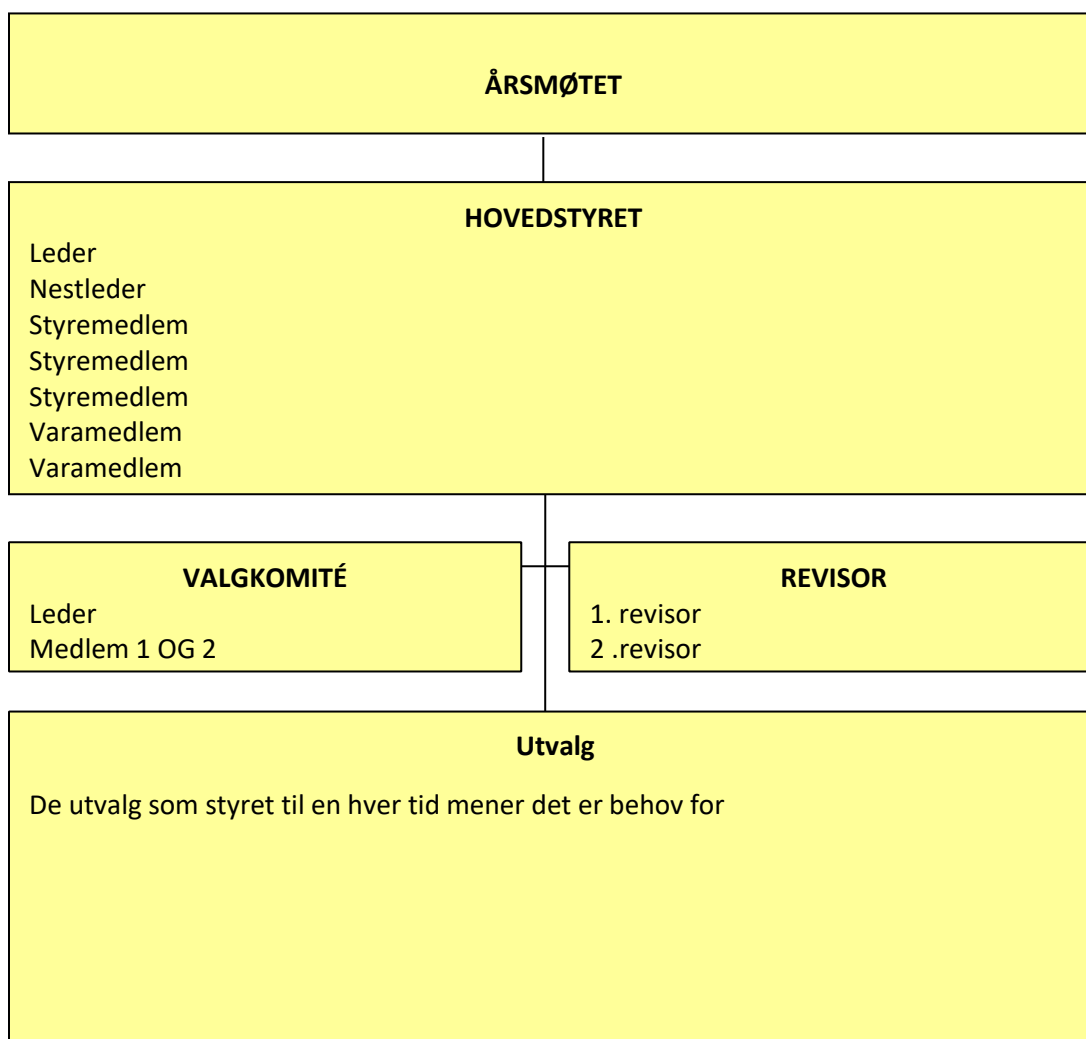 ÅRSMØTET
HOVEDSTYRET
Leder
Nestleder
Styremedlem
Styremedlem
Styremedlem
Varamedlem
Varamedlem
VALGKOMITÉ
Leder
Medlem 1 OG 2
REVISOR
1. revisor
2 .revisor
Utvalg
De utvalg som styret til en hver tid mener det er behov for